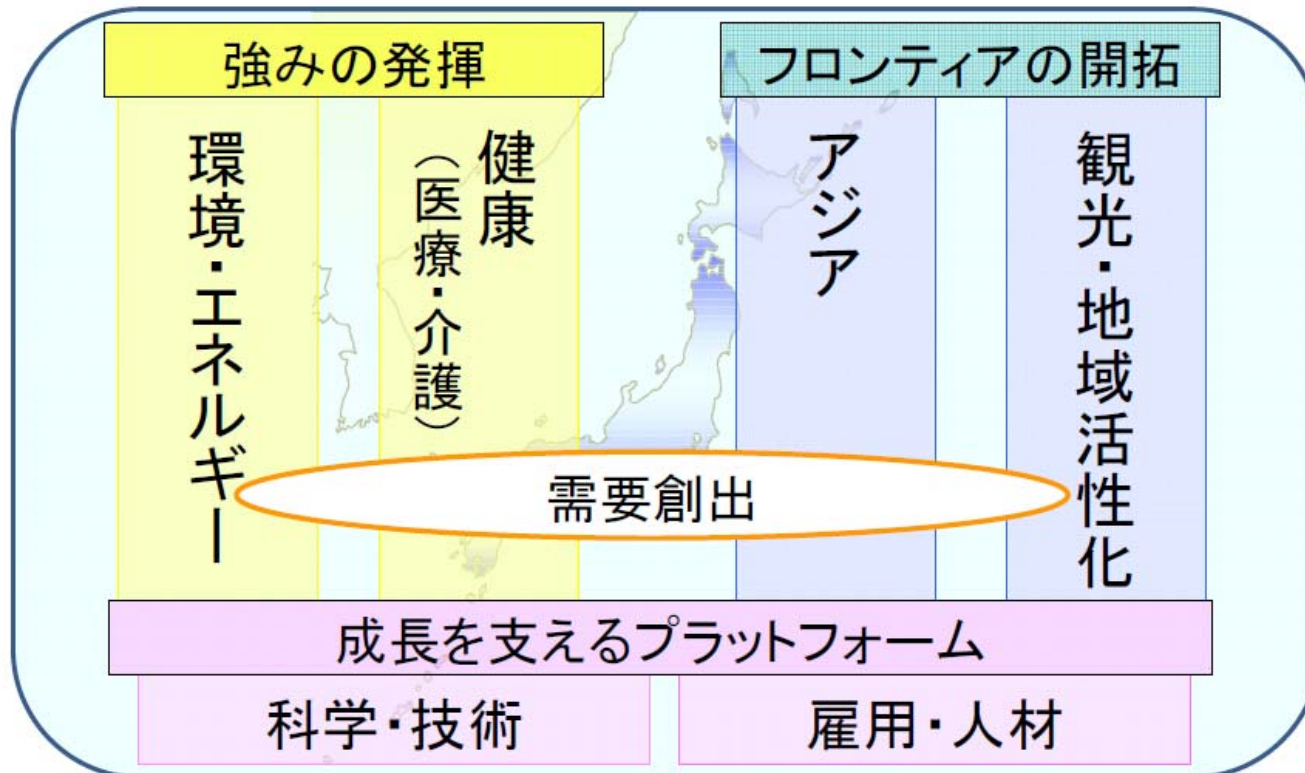 強みの発揮
フロンティアの開拓
環境・エネルギー
健康
（医療・介護）
アジア
観光・地域活性化
需要創出
成長を支えるプラットフォーム
科学・技術
雇用・人材